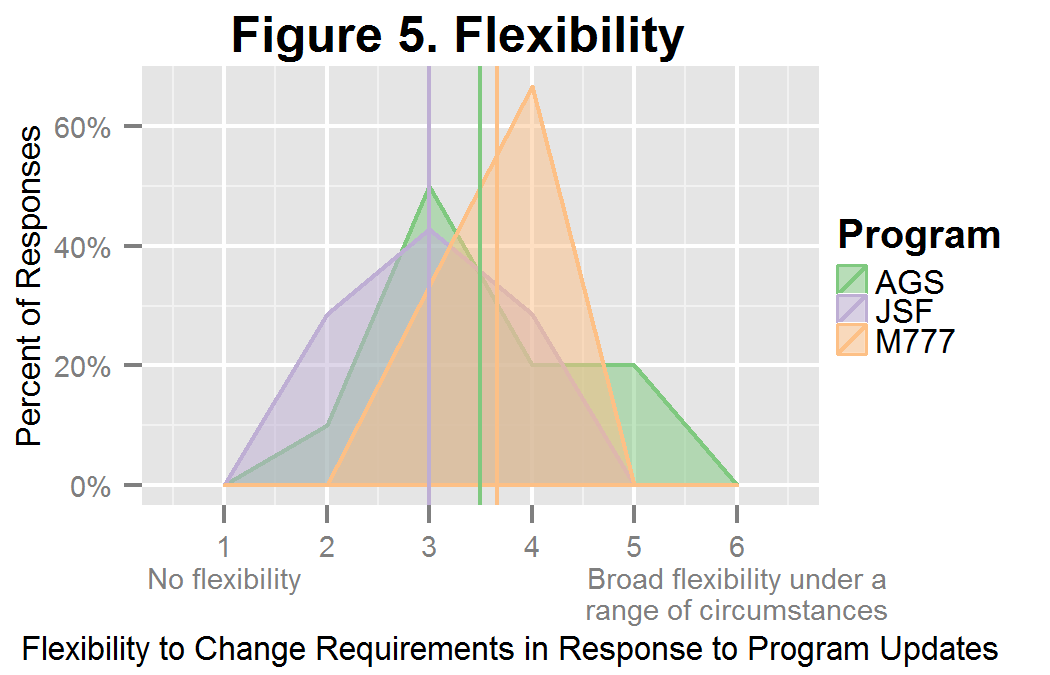 Figure 5. Flexibility
Percent of Responses
60%
40%
20%
0%
1 2 3 4 5 6
No flexibility
Broad flexibility under a
range of circumstances
Flexibility to Change Requirements in Response to Program Updates
Program
AGS
JSF
M777